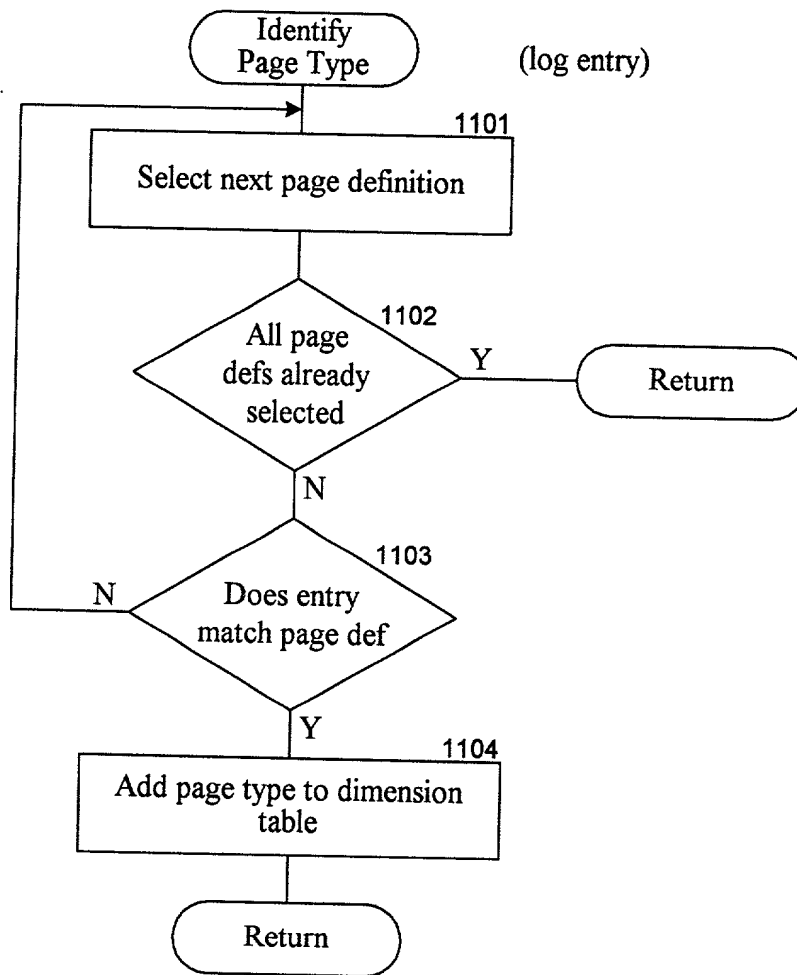 Identify
Page Type
(log entry)
1101
Select next page definition
1102
All page
defs already
selected
Y
Return
N
1103
N
Does entry
match page def
Y
1104
Add page type to dimension
table
Return